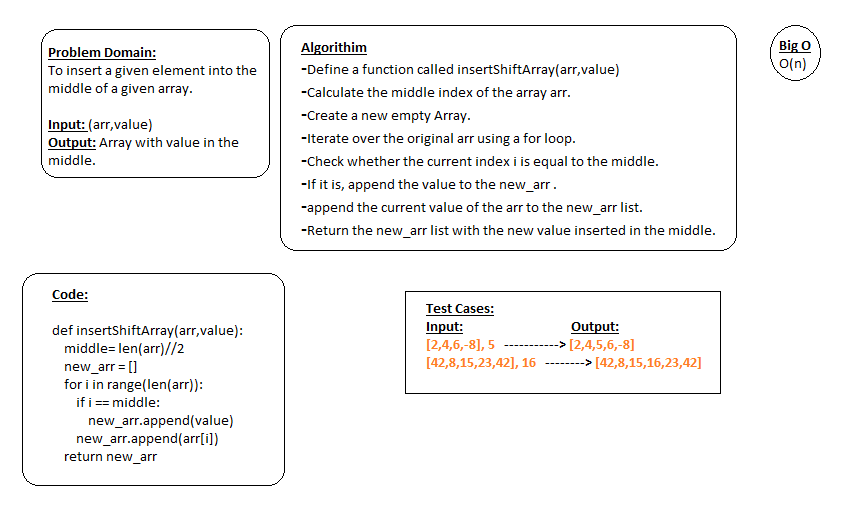 Problem Domain:
To insert a given element into the
middle of a given array.
Input: (arr,value)
Output: Array with value in the
middle.
Algorithim
-Define a function called insertShiftArray(arr,value)
-Calculate the middle index of the array arr.
-Create a new empty Array.
-Iterate over the original arr using a for loop.
-Check whether the current index i is equal to the middle.
-If it is, append the value to the new_arr .
-append the current value of the arr to the new_arr list.
-Return the new_arr list with the new value inserted in the middle.
Big O
O(n)
Code:
def insertShiftArray(arr,value):
middle= len(arr)//2
new_arr = []
for i in range(len(arr)):
if i == middle:
new_arr.append(value)
new_arr.append(arr[i])
return new_arr
Test Cases:
Input: Output:
[2,4,6,-8], 5 -----------> [2,4,5,6,-8]
[42,8,15,23,42], 16 --------> [42,8,15,16,23,42]